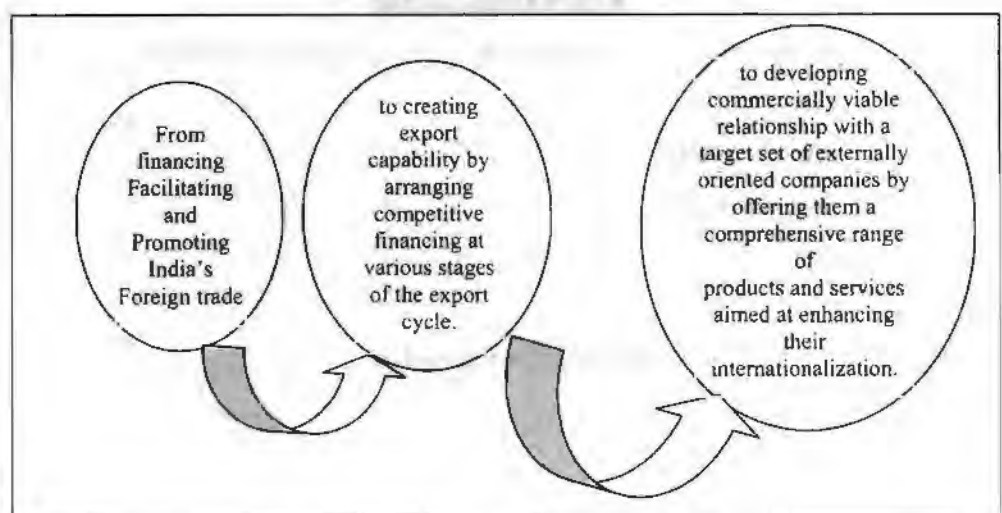 From
financing
Facilitating
and
Promoting
India's
Foreign trade
to creating
export
capability by
arranging
competitive
financing at
various stages
of the export
cycle.
to developing
commercially viable
relationship with a
target set of externally
oriented companies by
offering them a
comprehensive range
of
products and services
aimed at enhancing
their
internationalization.